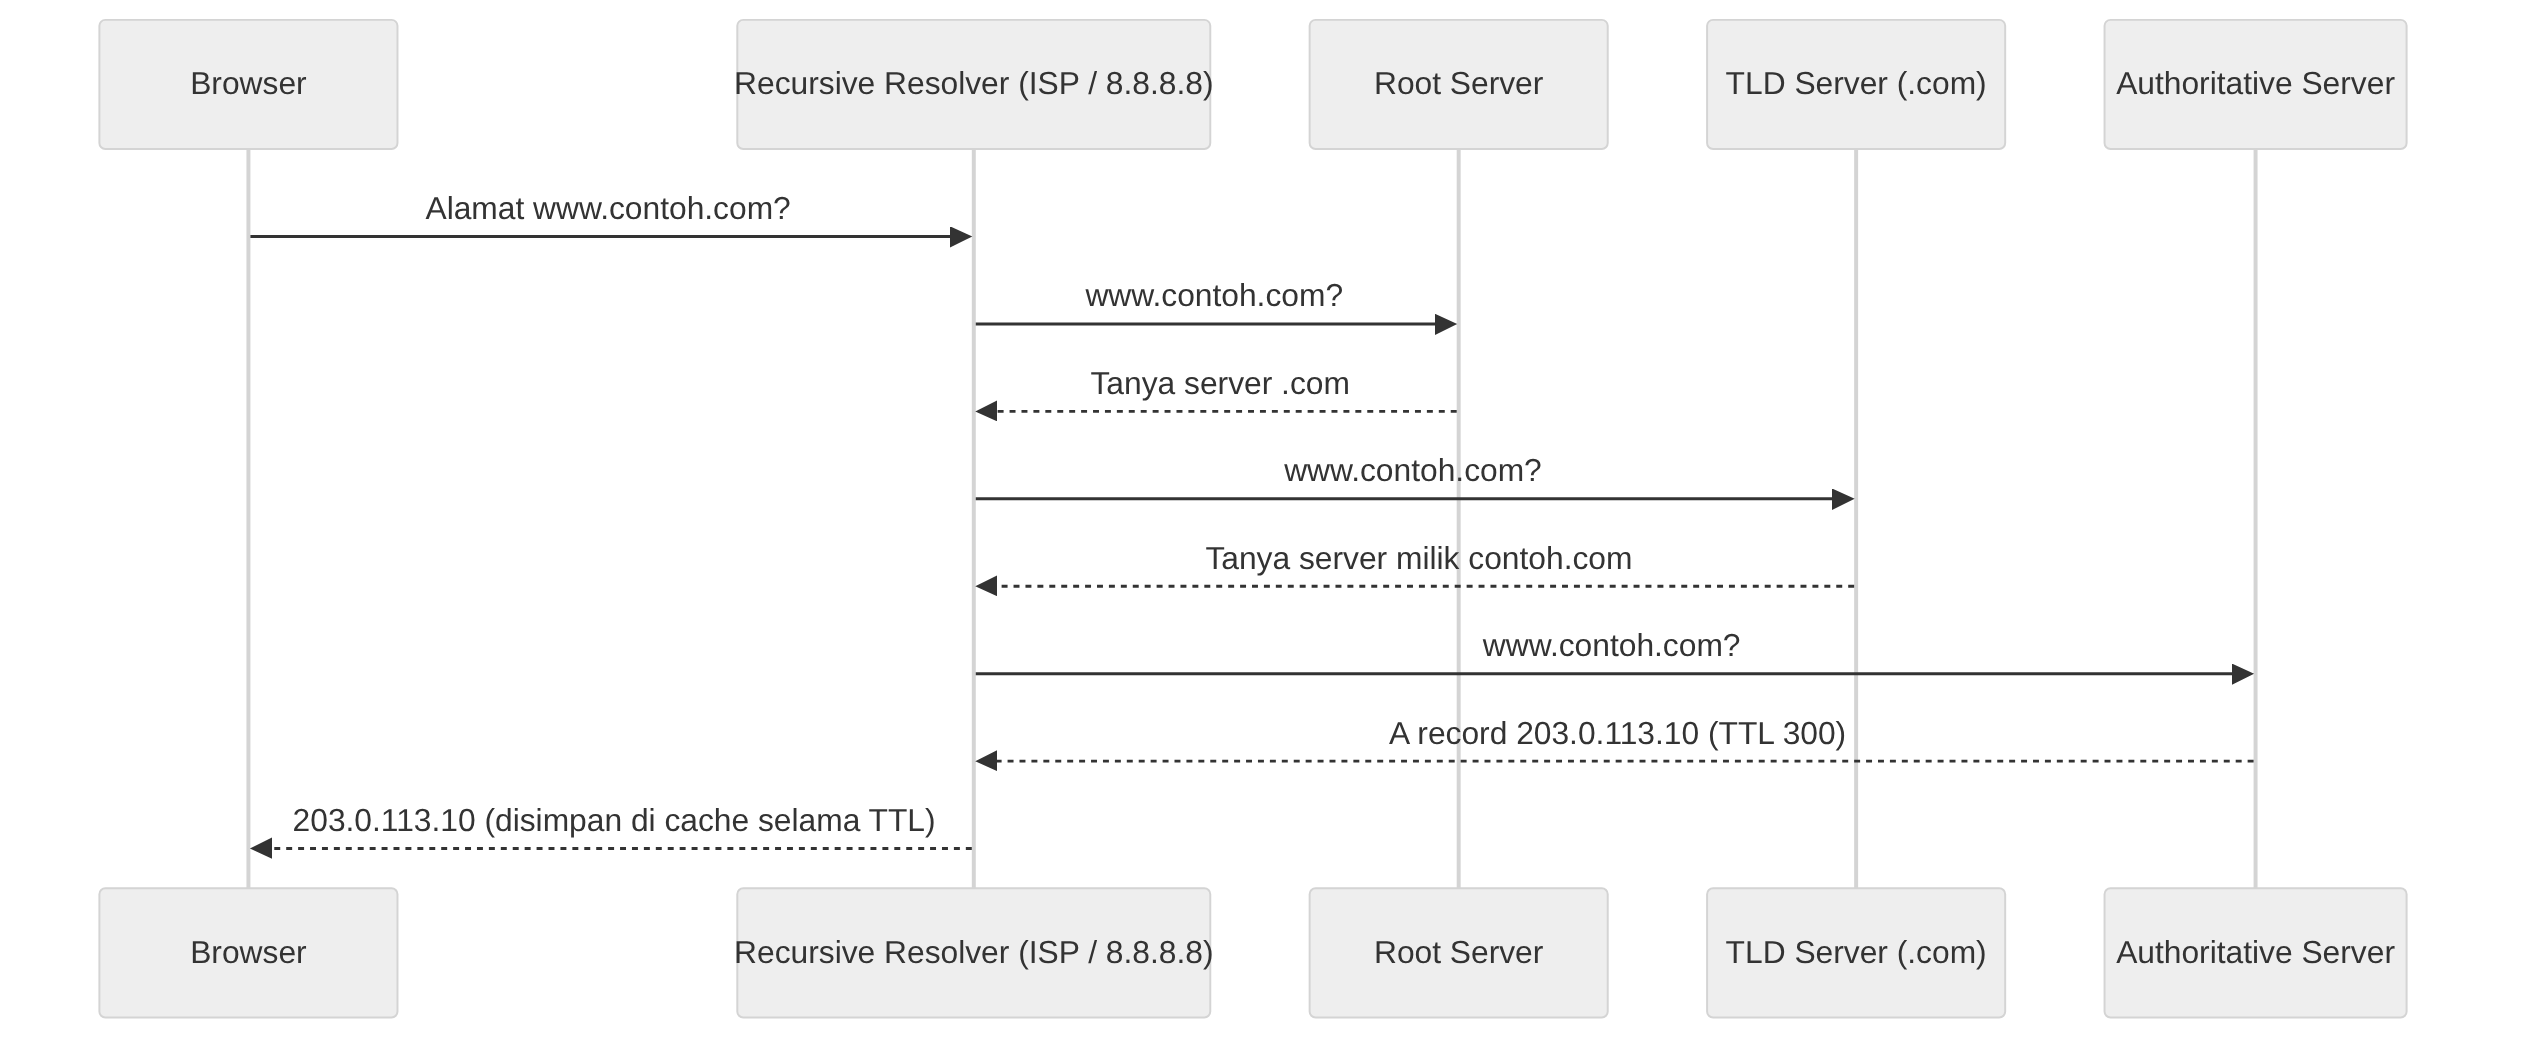 Browser
Recursive Resolver (ISP / 8.8.8.8)
Root Server
TLD Server (.com)
Authoritative Server
Alamat www.contoh.com?
www.contoh.com?
Tanya server .com
www.contoh.com?
Tanya server milik contoh.com
www.contoh.com?
A record 203.0.113.10 (TTL 300)
203.0.113.10 (disimpan di cache selama TTL)
Browser
Recursive Resolver (ISP / 8.8.8.8)
Root Server
TLD Server (.com)
Authoritative Server